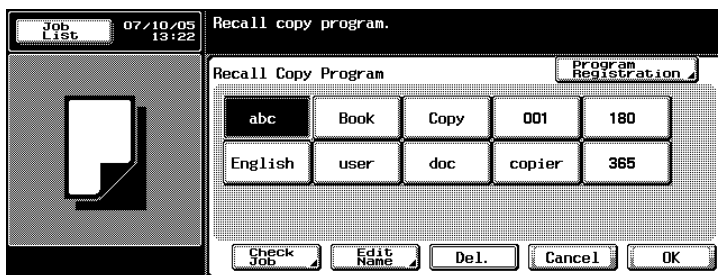 Job List
07/10/05
13:22
Recall copy program.
Recall Copy Program
Program Registration
abc Book Copy 001 180
English user doc copier 365
Check Job Edit Name Del. Cancel OK